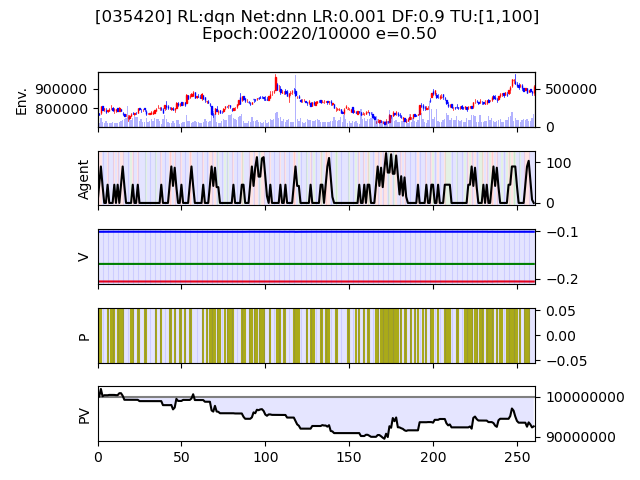 [035420] RL:dqn Net:dnn LR:0.001 DF:0.9 TU:[1,100]
Epoch:00220/10000 e=0.50
Env.
900000
800000
500000
0
Agent
100
0
V
−0.1
−0.2
P
0.05
0.00
−0.05
PV
100000000
90000000
0 50 100 150 200 250